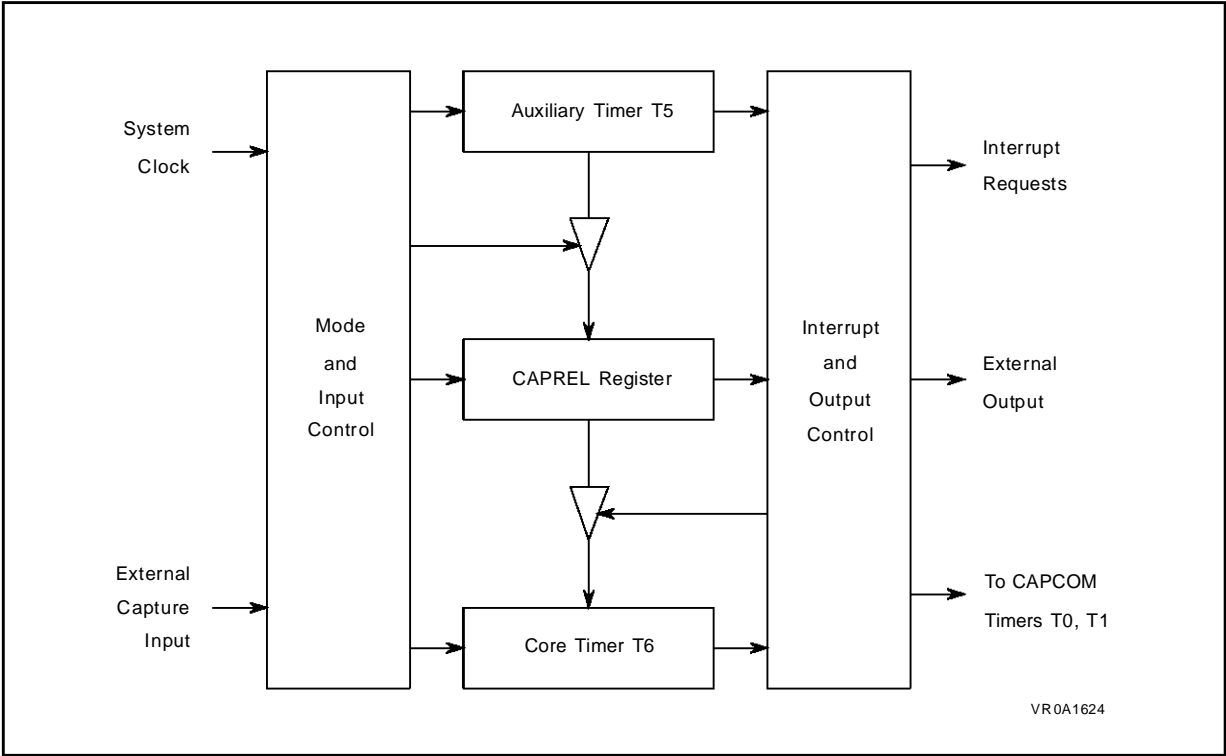 System
Clock
External
Capture
Input
Mode
and
Input
Control
Auxiliary Timer T5
CAPREL Register
Core Timer T6
Interrupt
and
Output
Control
Interrupt
Requests
External
Output
To CAPCOM
Timers T0, T1
VR0A1624